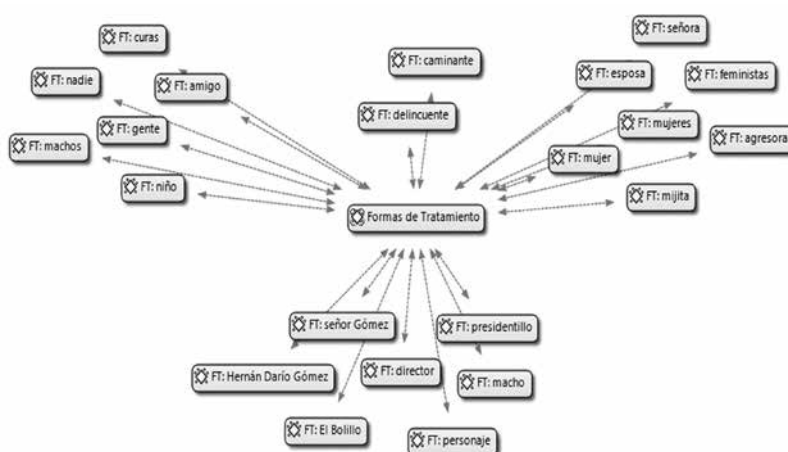 FT: señora
FT: curas
FT: caminante
FT: esposa
FT: feministas
FT: nadie
FT: amigo
FT: delincuente
FT: mujeres
FT: gente
FT: agresora
FT: machos
FT: mujer
FT: niño
FT: mijita
Formas de Tratamiento
FT: señor Gómez
FT: presidentillo
FT: Hernán Darío Gómez
FT: director
FT: macho
FT: El Bolillo
FT: personaje